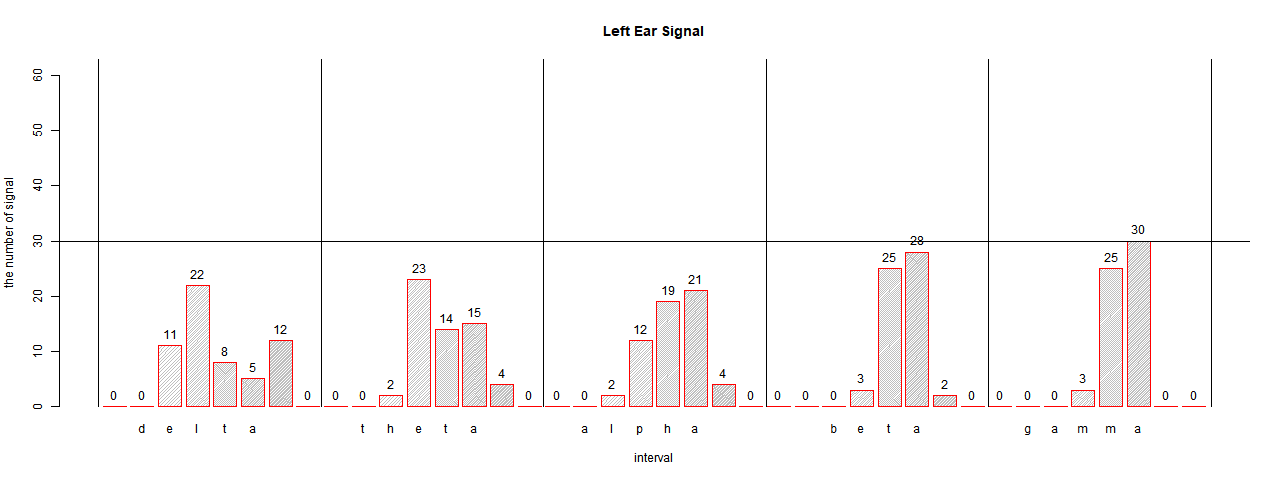 Left Ear Signal
the number of signal
60
50
40
30
20
10
0
0 0 11 22 8 5 12 0
0 0 2 23 14 15 4 0
0 0 2 12 19 21 4 0
0 0 0 3 25 28 2 0
0 0 0 3 25 30 0 0
d e l t a
t h e t a
a l p h a
b e t a
g a m m a
interval